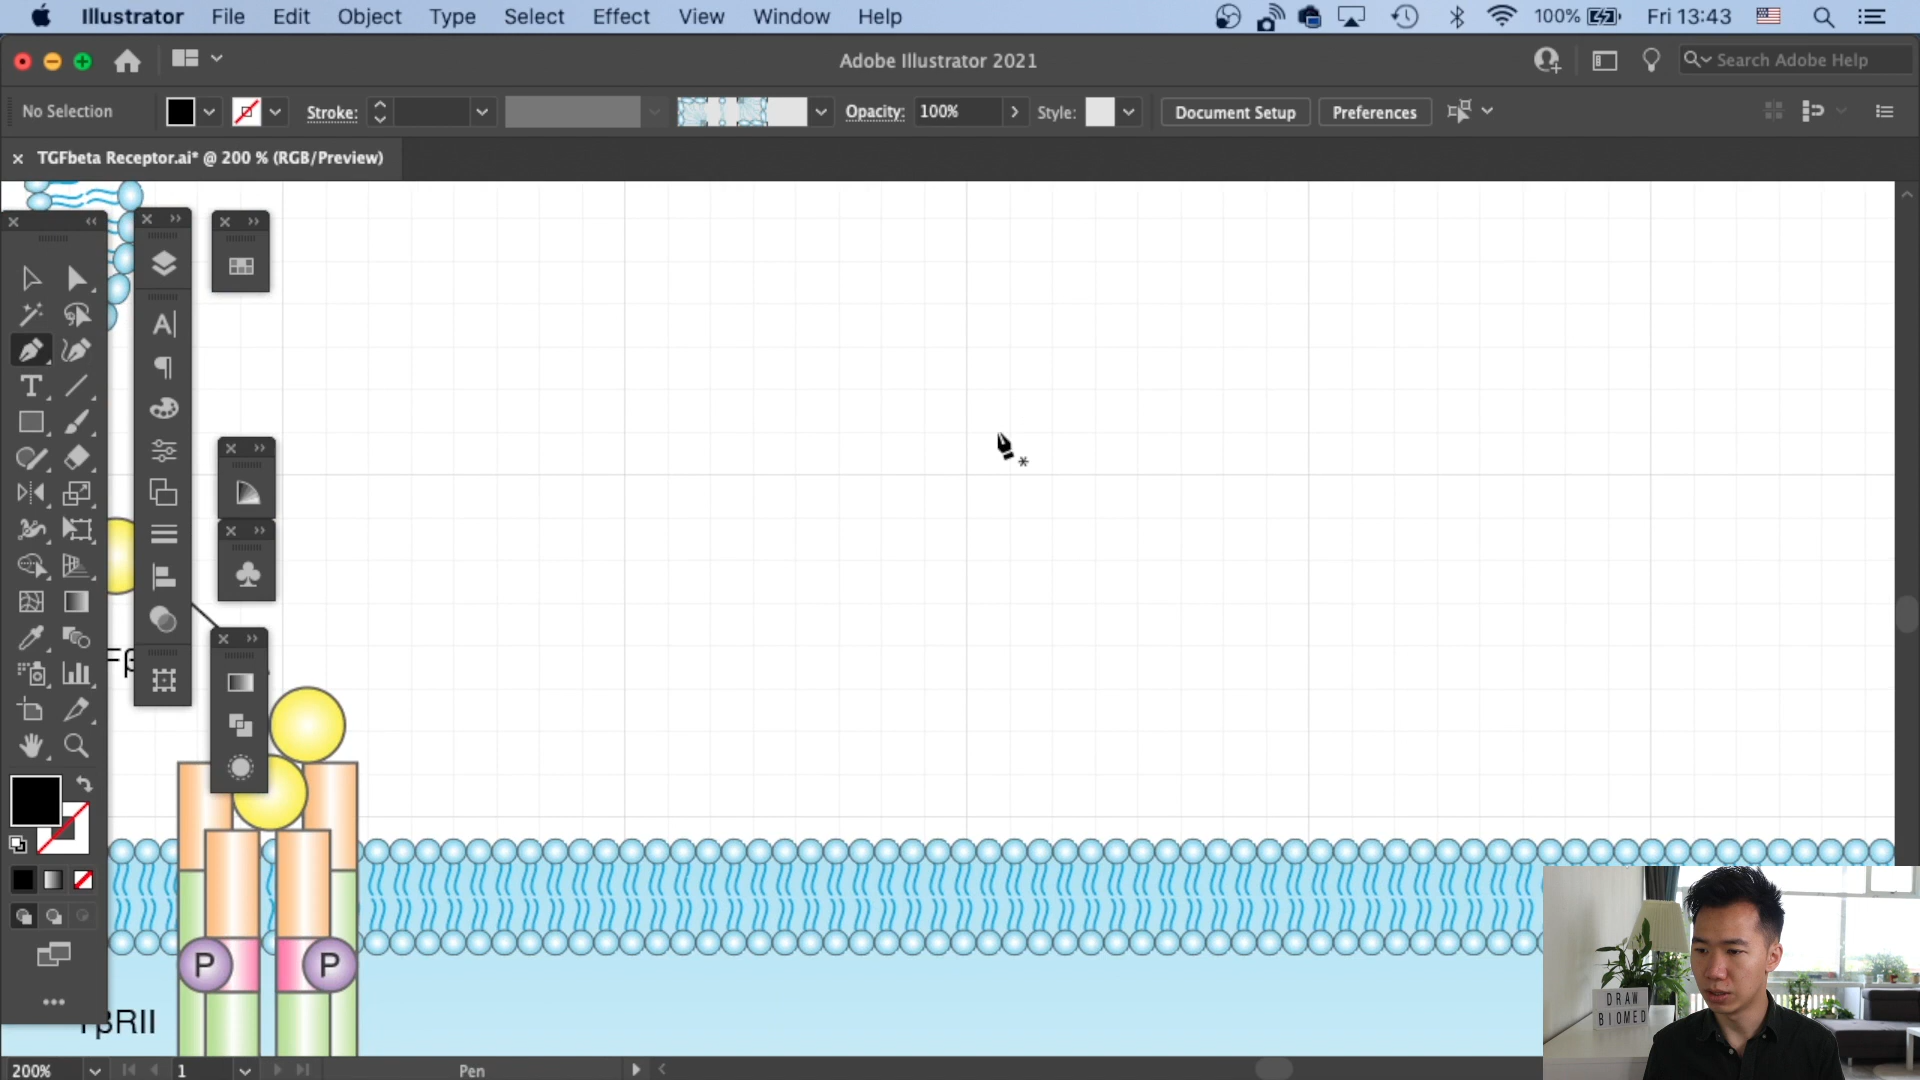 Illustrator File Edit Object Type Select Effect View Window Help 100% Fri 13:43
Adobe Illustrator 2021 Search Adobe Help
No Selection Stroke: Opacity: 100% Style: Document Setup Preferences
× TGFbeta Receptor.ai* @ 200 % (RGB/Preview)
Fβ
P P
TβRII
DRAW
BIOMED
200% 1 Pen